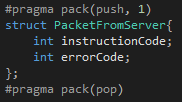 #pragma pack(push, 1)
struct PacketFromServer{
    int instructionCode;
    int errorCode;
};
#pragma pack(pop)